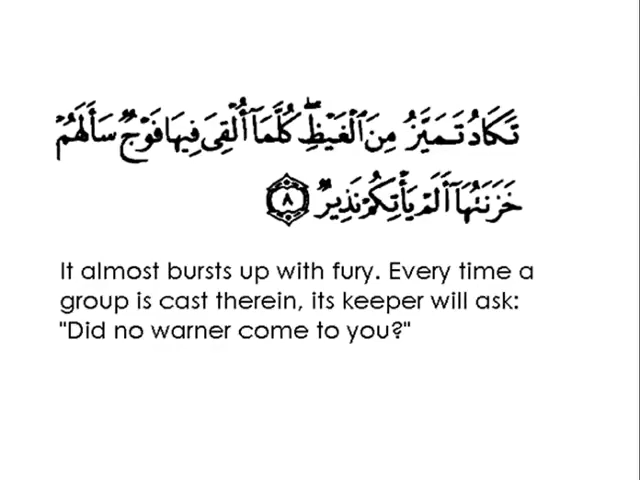 تَكَادُ تَمَيَّزُ مِنَ ٱلْغَيْظِ ۖ كُلَّمَآ أُلْقِىَ فِيهَا فَوْجٌ سَأَلَهُمْ
خَزَنَتُهَآ أَلَمْ يَأْتِكُمْ نَذِيرٌ ٨
It almost bursts up with fury. Every time a
group is cast therein, its keeper will ask:
"Did no warner come to you?"